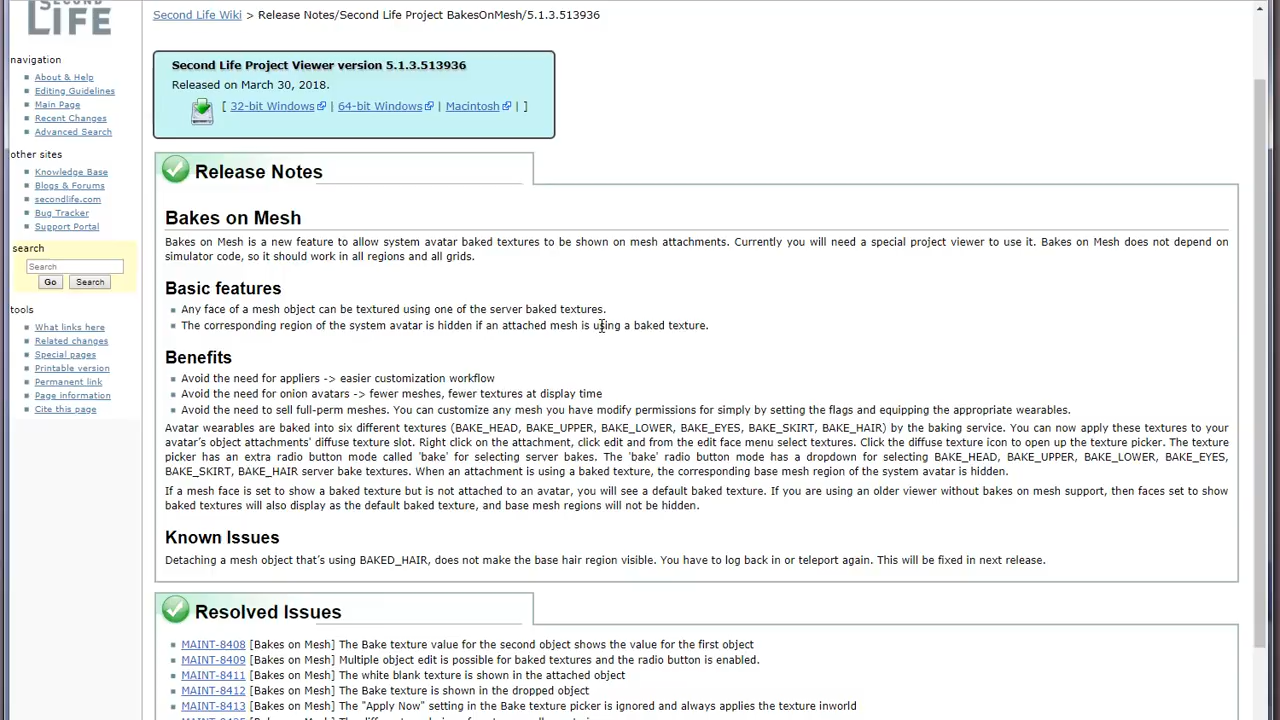 SECOND
LIFE
Second Life Wiki > Release Notes/Second Life Project BakesOnMesh/5.1.3.513936
navigation
About & Help
Editing Guidelines
Main Page
Recent Changes
Advanced Search
other sites
Knowledge Base
Blogs & Forums
secondlife.com
Bug Tracker
Support Portal
search
Search
Go Search
tools
What links here
Related changes
Special pages
Printable version
Permanent link
Page information
Cite this page
Second Life Project Viewer version 5.1.3.513936
Released on March 30, 2018.
[ 32-bit Windows | 64-bit Windows | Macintosh | ]
Release Notes
Bakes on Mesh
Bakes on Mesh is a new feature to allow system avatar baked textures to be shown on mesh attachments. Currently you will need a special project viewer to use it. Bakes on Mesh does not depend on
simulator code, so it should work in all regions and all grids.
Basic features
Any face of a mesh object can be textured using one of the server baked textures.
The corresponding region of the system avatar is hidden if an attached mesh is using a baked texture.
Benefits
Avoid the need for appliers -> easier customization workflow
Avoid the need for onion avatars -> fewer meshes, fewer textures at display time
Avoid the need to sell full-perm meshes. You can customize any mesh you have modify permissions for simply by setting the flags and equipping the appropriate wearables.
Avatar wearables are baked into six different textures (BAKE_HEAD, BAKE_UPPER, BAKE_LOWER, BAKE_EYES, BAKE_SKIRT, BAKE_HAIR) by the baking service. You can now apply these textures to your
avatar's object attachments' diffuse texture slot. Right click on the attachment, click edit and from the edit face menu select textures. Click the diffuse texture icon to open up the texture picker. The texture
picker has an extra radio button mode called 'bake' for selecting server bakes. The 'bake' radio button mode has a dropdown for selecting BAKE_HEAD, BAKE_UPPER, BAKE_LOWER, BAKE_EYES,
BAKE_SKIRT, BAKE_HAIR server bake textures. When an attachment is using a baked texture, the corresponding base mesh region of the system avatar is hidden.
If a mesh face is set to show a baked texture but is not attached to an avatar, you will see a default baked texture. If you are using an older viewer without bakes on mesh support, then faces set to show
baked textures will also display as the default baked texture, and base mesh regions will not be hidden.
Known Issues
Detaching a mesh object that's using BAKED_HAIR, does not make the base hair region visible. You have to log back in or teleport again. This will be fixed in next release.
Resolved Issues
MAINT-8408 [Bakes on Mesh] The Bake texture value for the second object shows the value for the first object
MAINT-8409 [Bakes on Mesh] Multiple object edit is possible for baked textures and the radio button is enabled.
MAINT-8411 [Bakes on Mesh] The white blank texture is shown in the attached object
MAINT-8412 [Bakes on Mesh] The Bake texture is shown in the dropped object
MAINT-8413 [Bakes on Mesh] The "Apply Now" setting in the Bake texture picker is ignored and always applies the texture inworld